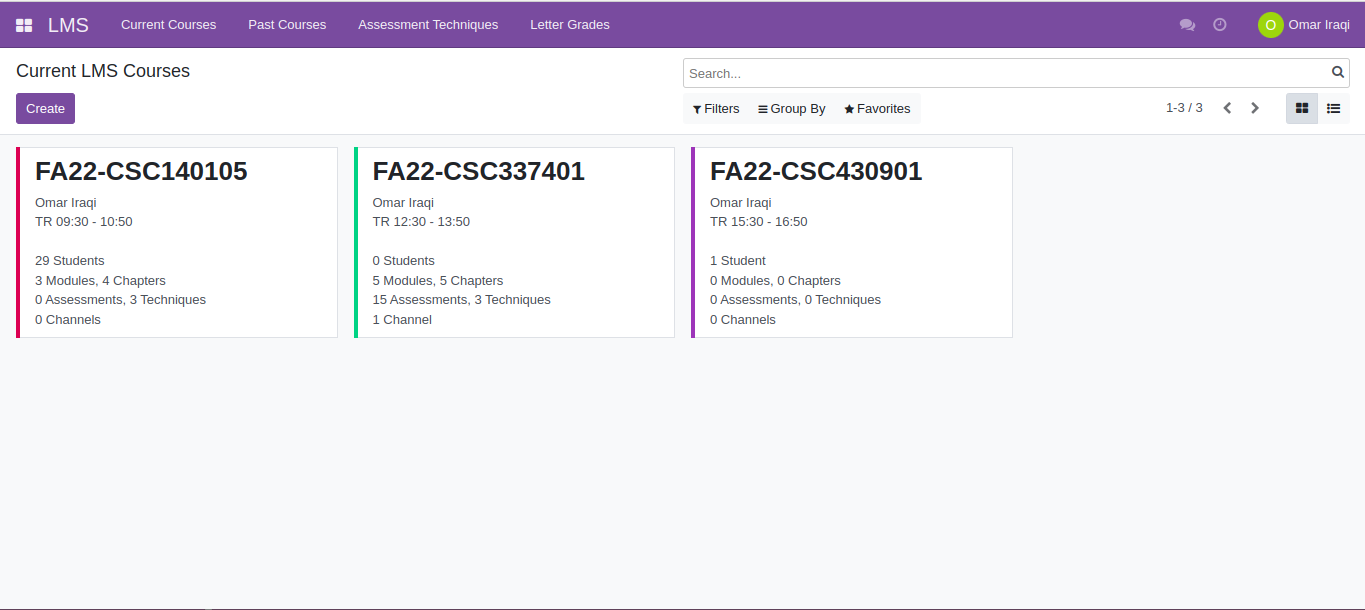 LMS Current Courses Past Courses Assessment Techniques Letter Grades O Omar Iraqi
Current LMS Courses
Search...
Create
Filters Group By Favorites 1-3 / 3
FA22-CSC140105
Omar Iraqi
TR 09:30 - 10:50
29 Students
3 Modules, 4 Chapters
0 Assessments, 3 Techniques
0 Channels
FA22-CSC337401
Omar Iraqi
TR 12:30 - 13:50
0 Students
5 Modules, 5 Chapters
15 Assessments, 3 Techniques
1 Channel
FA22-CSC430901
Omar Iraqi
TR 15:30 - 16:50
1 Student
0 Modules, 0 Chapters
0 Assessments, 0 Techniques
0 Channels